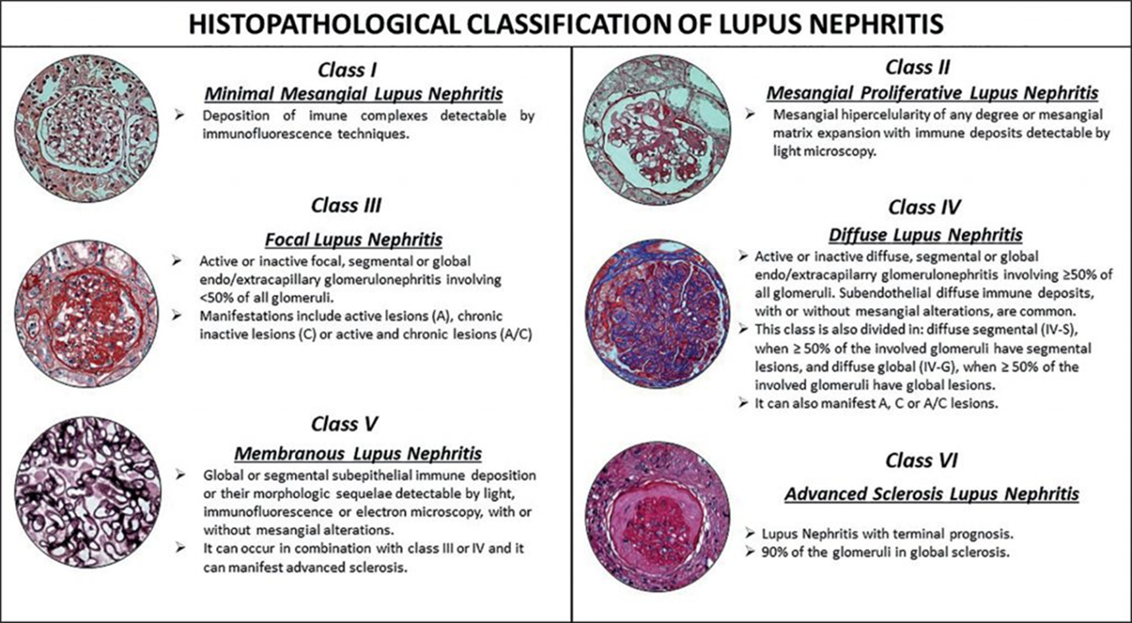 HISTOPATHOLOGICAL CLASSIFICATION OF LUPUS NEPHRITIS
Class I
Minimal Mesangial Lupus Nephritis
➢ Deposition of imune complexes detectable by
immunofluorescence techniques.
Class II
Mesangial Proliferative Lupus Nephritis
➢ Mesangial hipercelularity of any degree or mesangial
matrix expansion with immune deposits detectable by
light microscopy.
Class III
Focal Lupus Nephritis
➢ Active or inactive focal, segmental or global
endo/extracapillary glomerulonephritis involving
<50% of all glomeruli.
➢ Manifestations include active lesions (A), chronic
inactive lesions (C) or active and chronic lesions (A/C)
Class IV
Diffuse Lupus Nephritis
➢ Active or inactive diffuse, segmental or global
endo/extracapilarry glomerulonephritis involving ≥50% of
all glomeruli. Subendothelial diffuse immune deposits,
with or without mesangial alterations, are common.
➢ This class is also divided in: diffuse segmental (IV-S),
when ≥ 50% of the involved glomeruli have segmental
lesions, and diffuse global (IV-G), when ≥ 50% of the
involved glomeruli have global lesions.
➢ It can also manifest A, C or A/C lesions.
Class V
Membranous Lupus Nephritis
➢ Global or segmental subepithelial immune deposition
or their morphologic sequelae detectable by light,
immunofluorescence or electron microscopy, with or
without mesangial alterations.
➢ It can occur in combination with class III or IV and it
can manifest advanced sclerosis.
Class VI
Advanced Sclerosis Lupus Nephritis
➢ Lupus Nephritis with terminal prognosis.
➢ 90% of the glomeruli in global sclerosis.